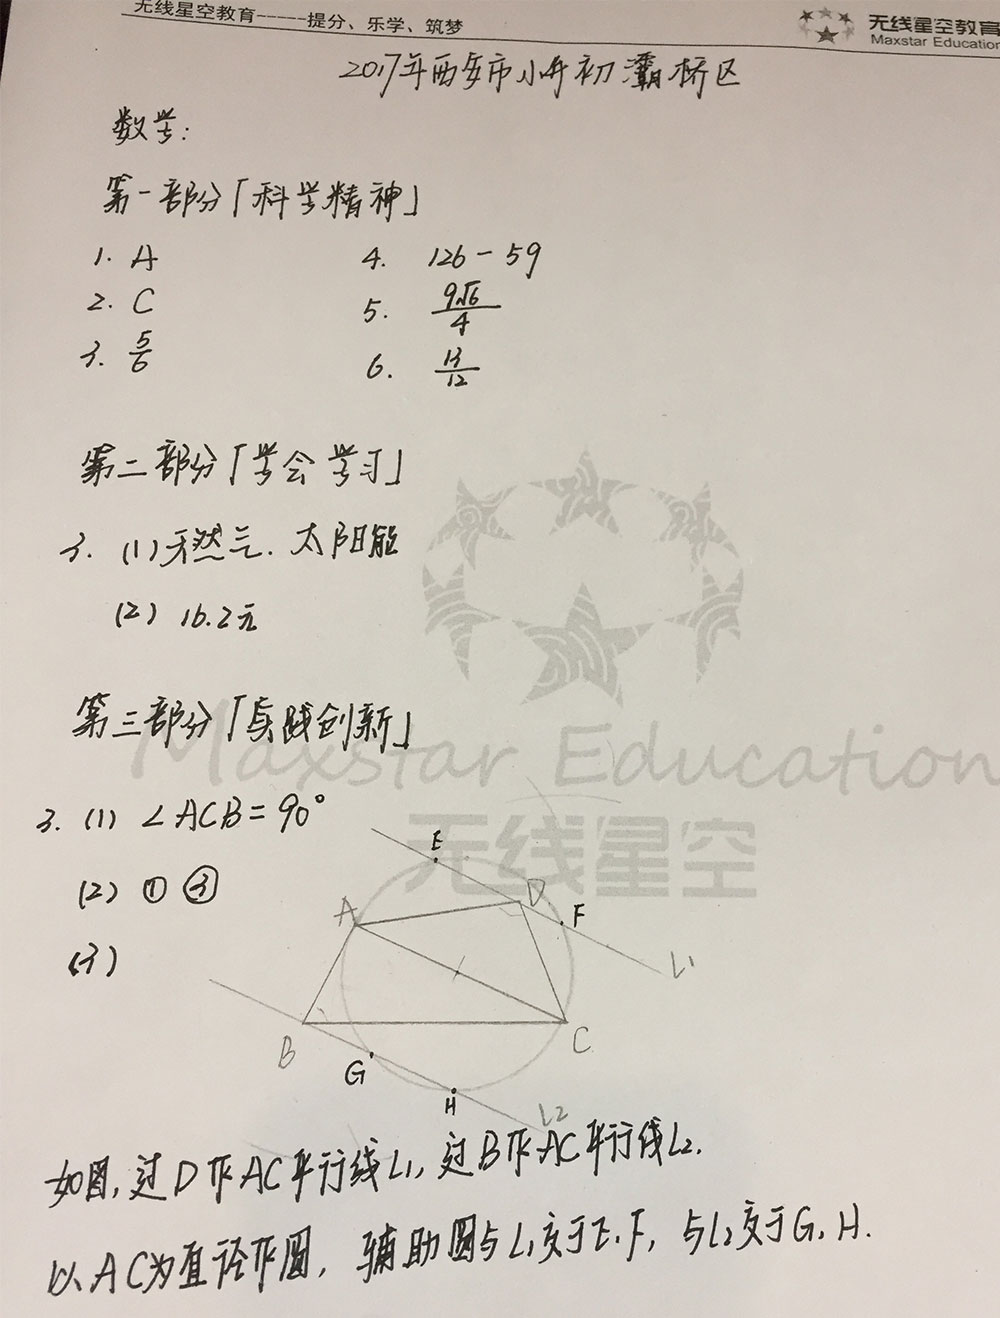 无线星空教育-----提分、乐学、筑梦
无线星空教育
Maxstar Education
2017年西安市小升初灞桥区
数学:
第一部分「科学精神」
1. A
4. 126-59
2. C
5. 9√6/4
3. 5/6
6. 13/12
第二部分「学会学习」
3. (1)天然气.太阳能
(2) 16.2元
第三部分「实践创新」
Maxstar Education
无线星空
3. (1) ∠ACB=90°
(2) ① ③
(3)
E
A
D
F
L1
B
C
G
H
L2
如图,过D作AC平行线L1,过B作AC平行线L2.
以AC为直径作圆,辅助圆与L1交于E.F,与L2交于G.H.